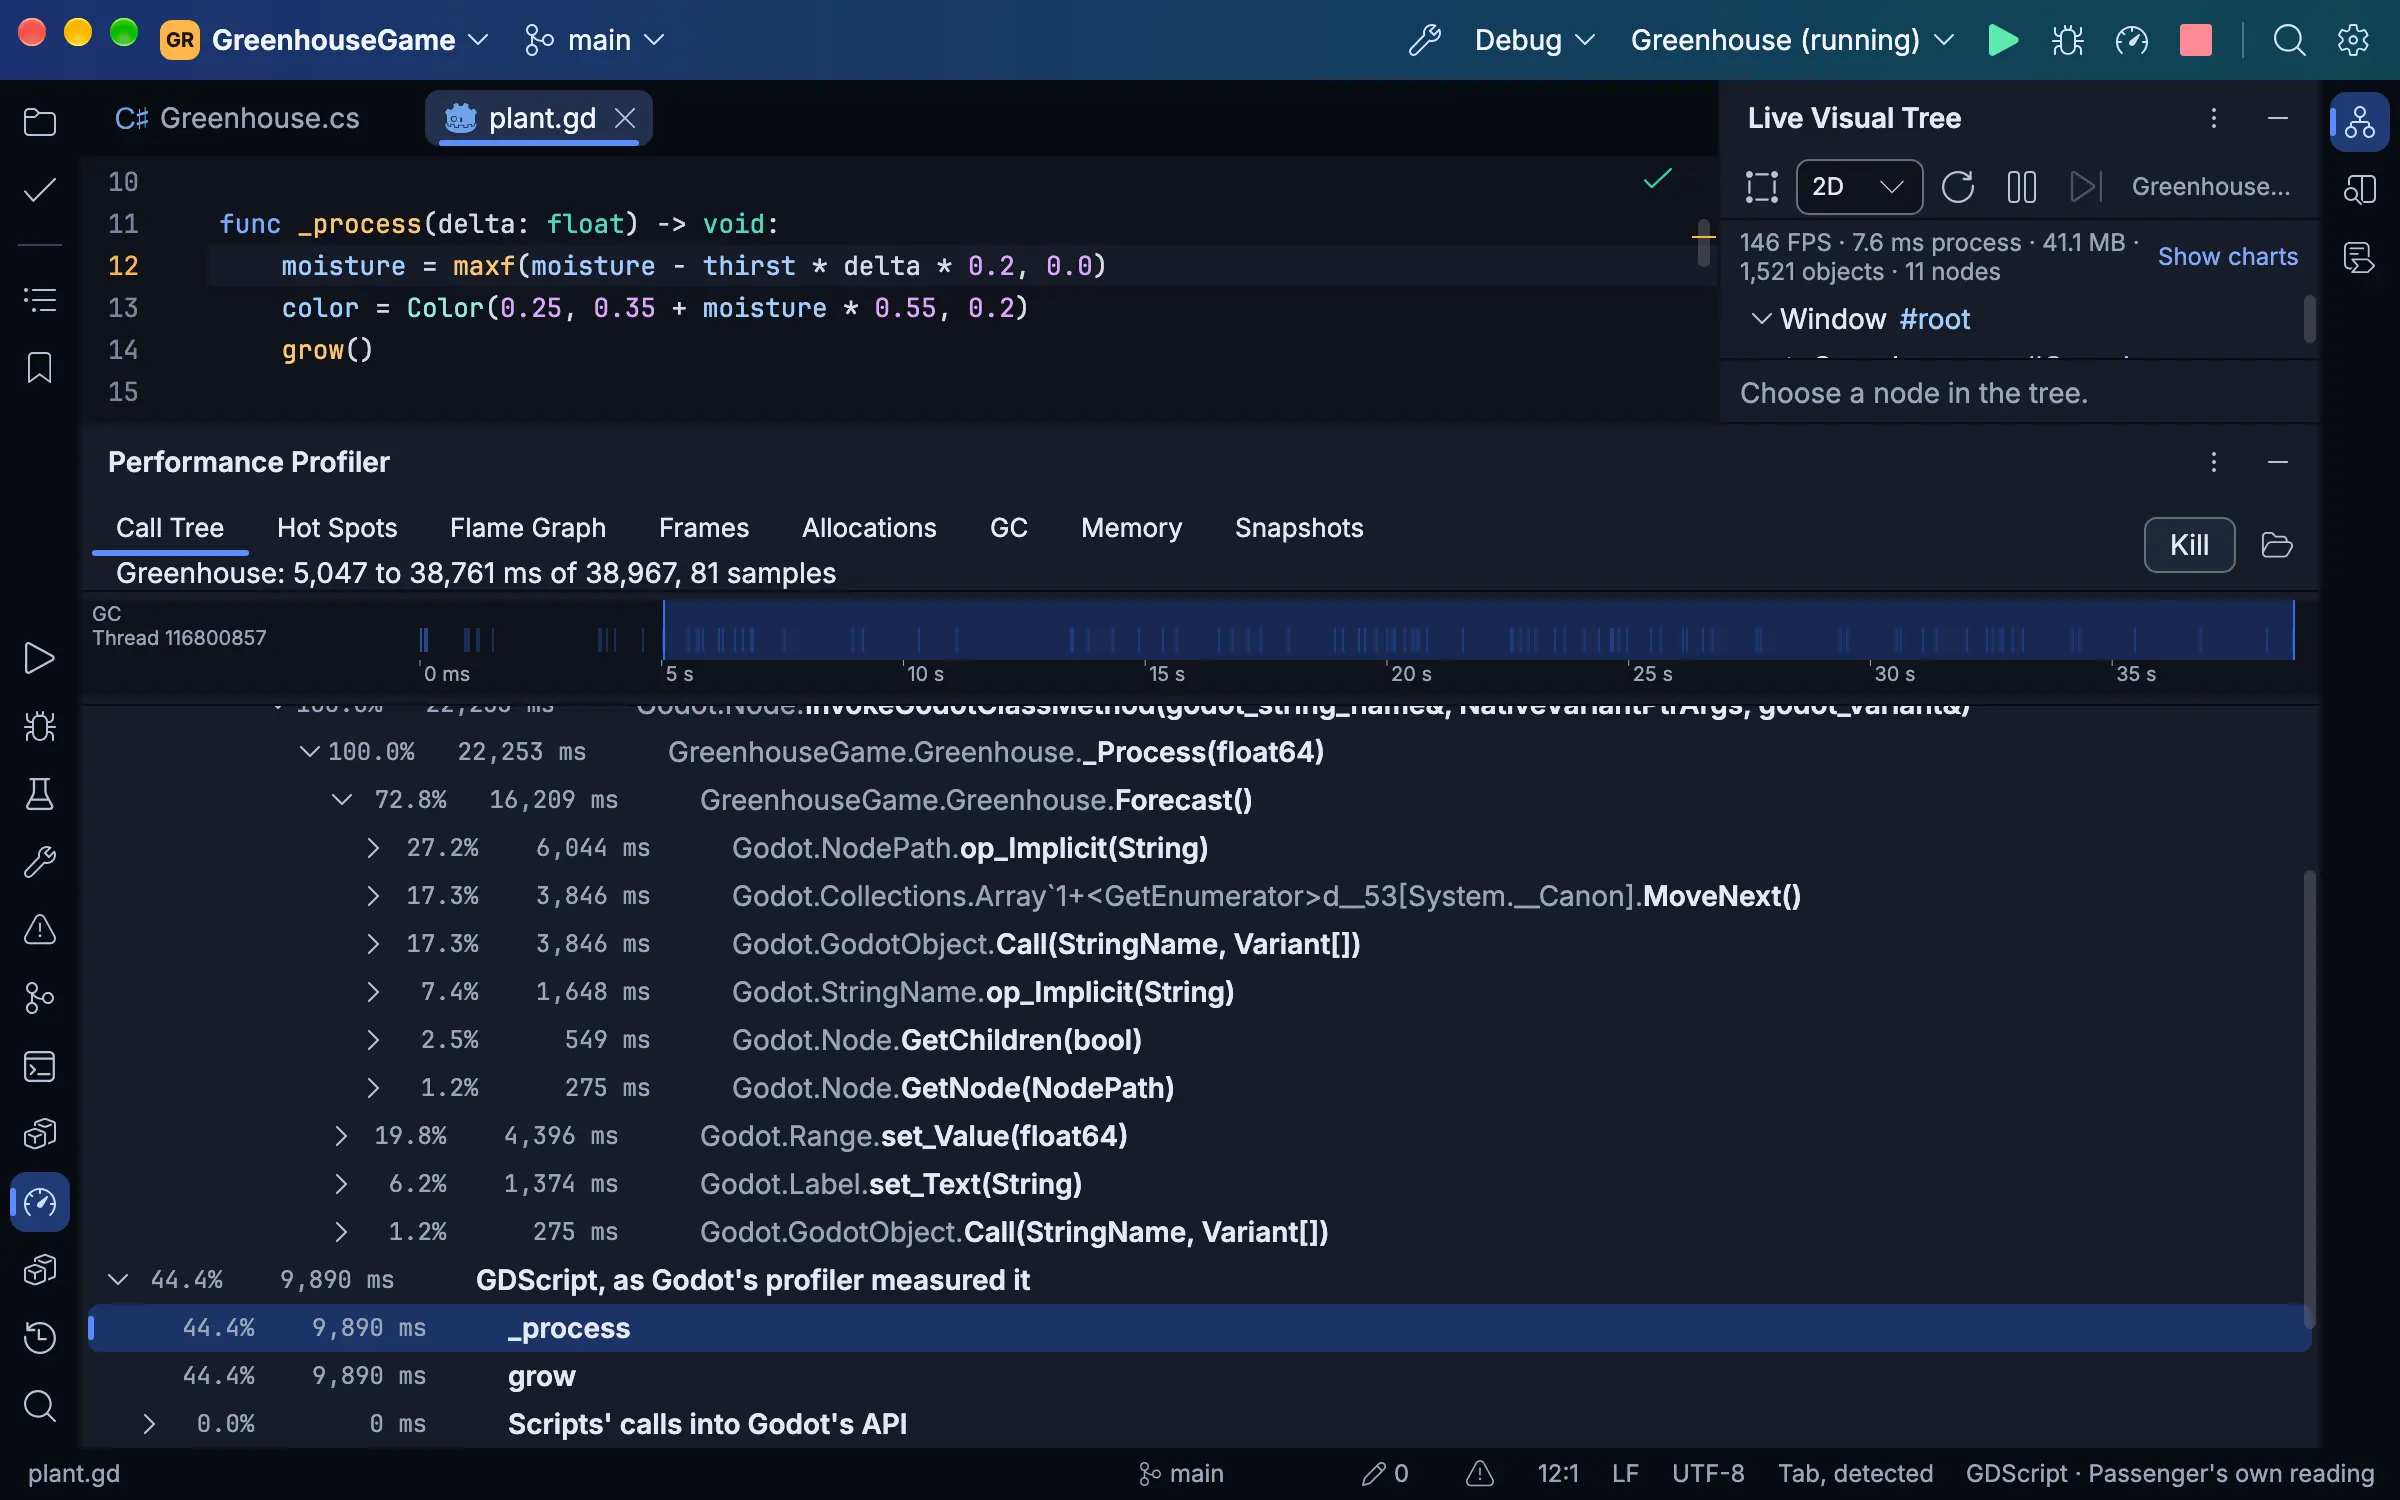 GR GreenhouseGame main Debug Greenhouse (running)
C# Greenhouse.cs plant.gd
10
11 func _process(delta: float) -> void:
12 moisture = maxf(moisture - thirst * delta * 0.2, 0.0)
13 color = Color(0.25, 0.35 + moisture * 0.55, 0.2)
14 grow()
15
Live Visual Tree
2D Greenhouse...
146 FPS · 7.6 ms process · 41.1 MB ·
1,521 objects · 11 nodes
Show charts
Window #root
Choose a node in the tree.
Performance Profiler
Call Tree Hot Spots Flame Graph Frames Allocations GC Memory Snapshots
Kill
Greenhouse: 5,047 to 38,761 ms of 38,967, 81 samples
GC
Thread 116800857
0 ms 5 s 10 s 15 s 20 s 25 s 30 s 35 s
100.0% 22,253 ms Godot.Node.InvokeGodotClassMethod(godot_string_name&, NativeVariantPtrArgs, godot_variant&)
100.0% 22,253 ms GreenhouseGame.Greenhouse._Process(float64)
72.8% 16,209 ms GreenhouseGame.Greenhouse.Forecast()
27.2% 6,044 ms Godot.NodePath.op_Implicit(String)
17.3% 3,846 ms Godot.Collections.Array`1+<GetEnumerator>d__53[System.__Canon].MoveNext()
17.3% 3,846 ms Godot.GodotObject.Call(StringName, Variant[])
7.4% 1,648 ms Godot.StringName.op_Implicit(String)
2.5% 549 ms Godot.Node.GetChildren(bool)
1.2% 275 ms Godot.Node.GetNode(NodePath)
19.8% 4,396 ms Godot.Range.set_Value(float64)
6.2% 1,374 ms Godot.Label.set_Text(String)
1.2% 275 ms Godot.GodotObject.Call(StringName, Variant[])
44.4% 9,890 ms GDScript, as Godot's profiler measured it
44.4% 9,890 ms _process
44.4% 9,890 ms grow
0.0% 0 ms Scripts' calls into Godot's API
plant.gd main 0 12:1 LF UTF-8 Tab, detected GDScript · Passenger's own reading